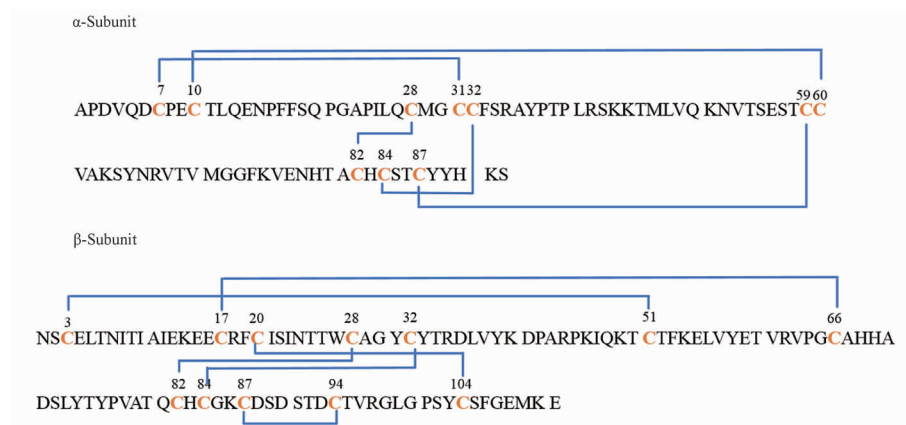 α-Subunit
7 10 28 31 32 59 60
APDVQDCPEC TLQENPFFSQ PGAPILQCMG CCFSRAYPTP LRSKKTMLVQ KNVTSESTCC
82 84 87
VAKSYNRVTV MGGFKVENHT ACHCSTCYYH KS
β-Subunit
3 17 20 28 32 51 66
NSCELTNITI AIEKEECRFC ISINTTWCAG YCYTRDLVYK DPARPKIQKT CTFKELVYET VRVPGCAHHA
82 84 87 94 104
DSLYTYPVAT QCHCGKCDSD STDCTVRGLG PSYCSFGEMK E